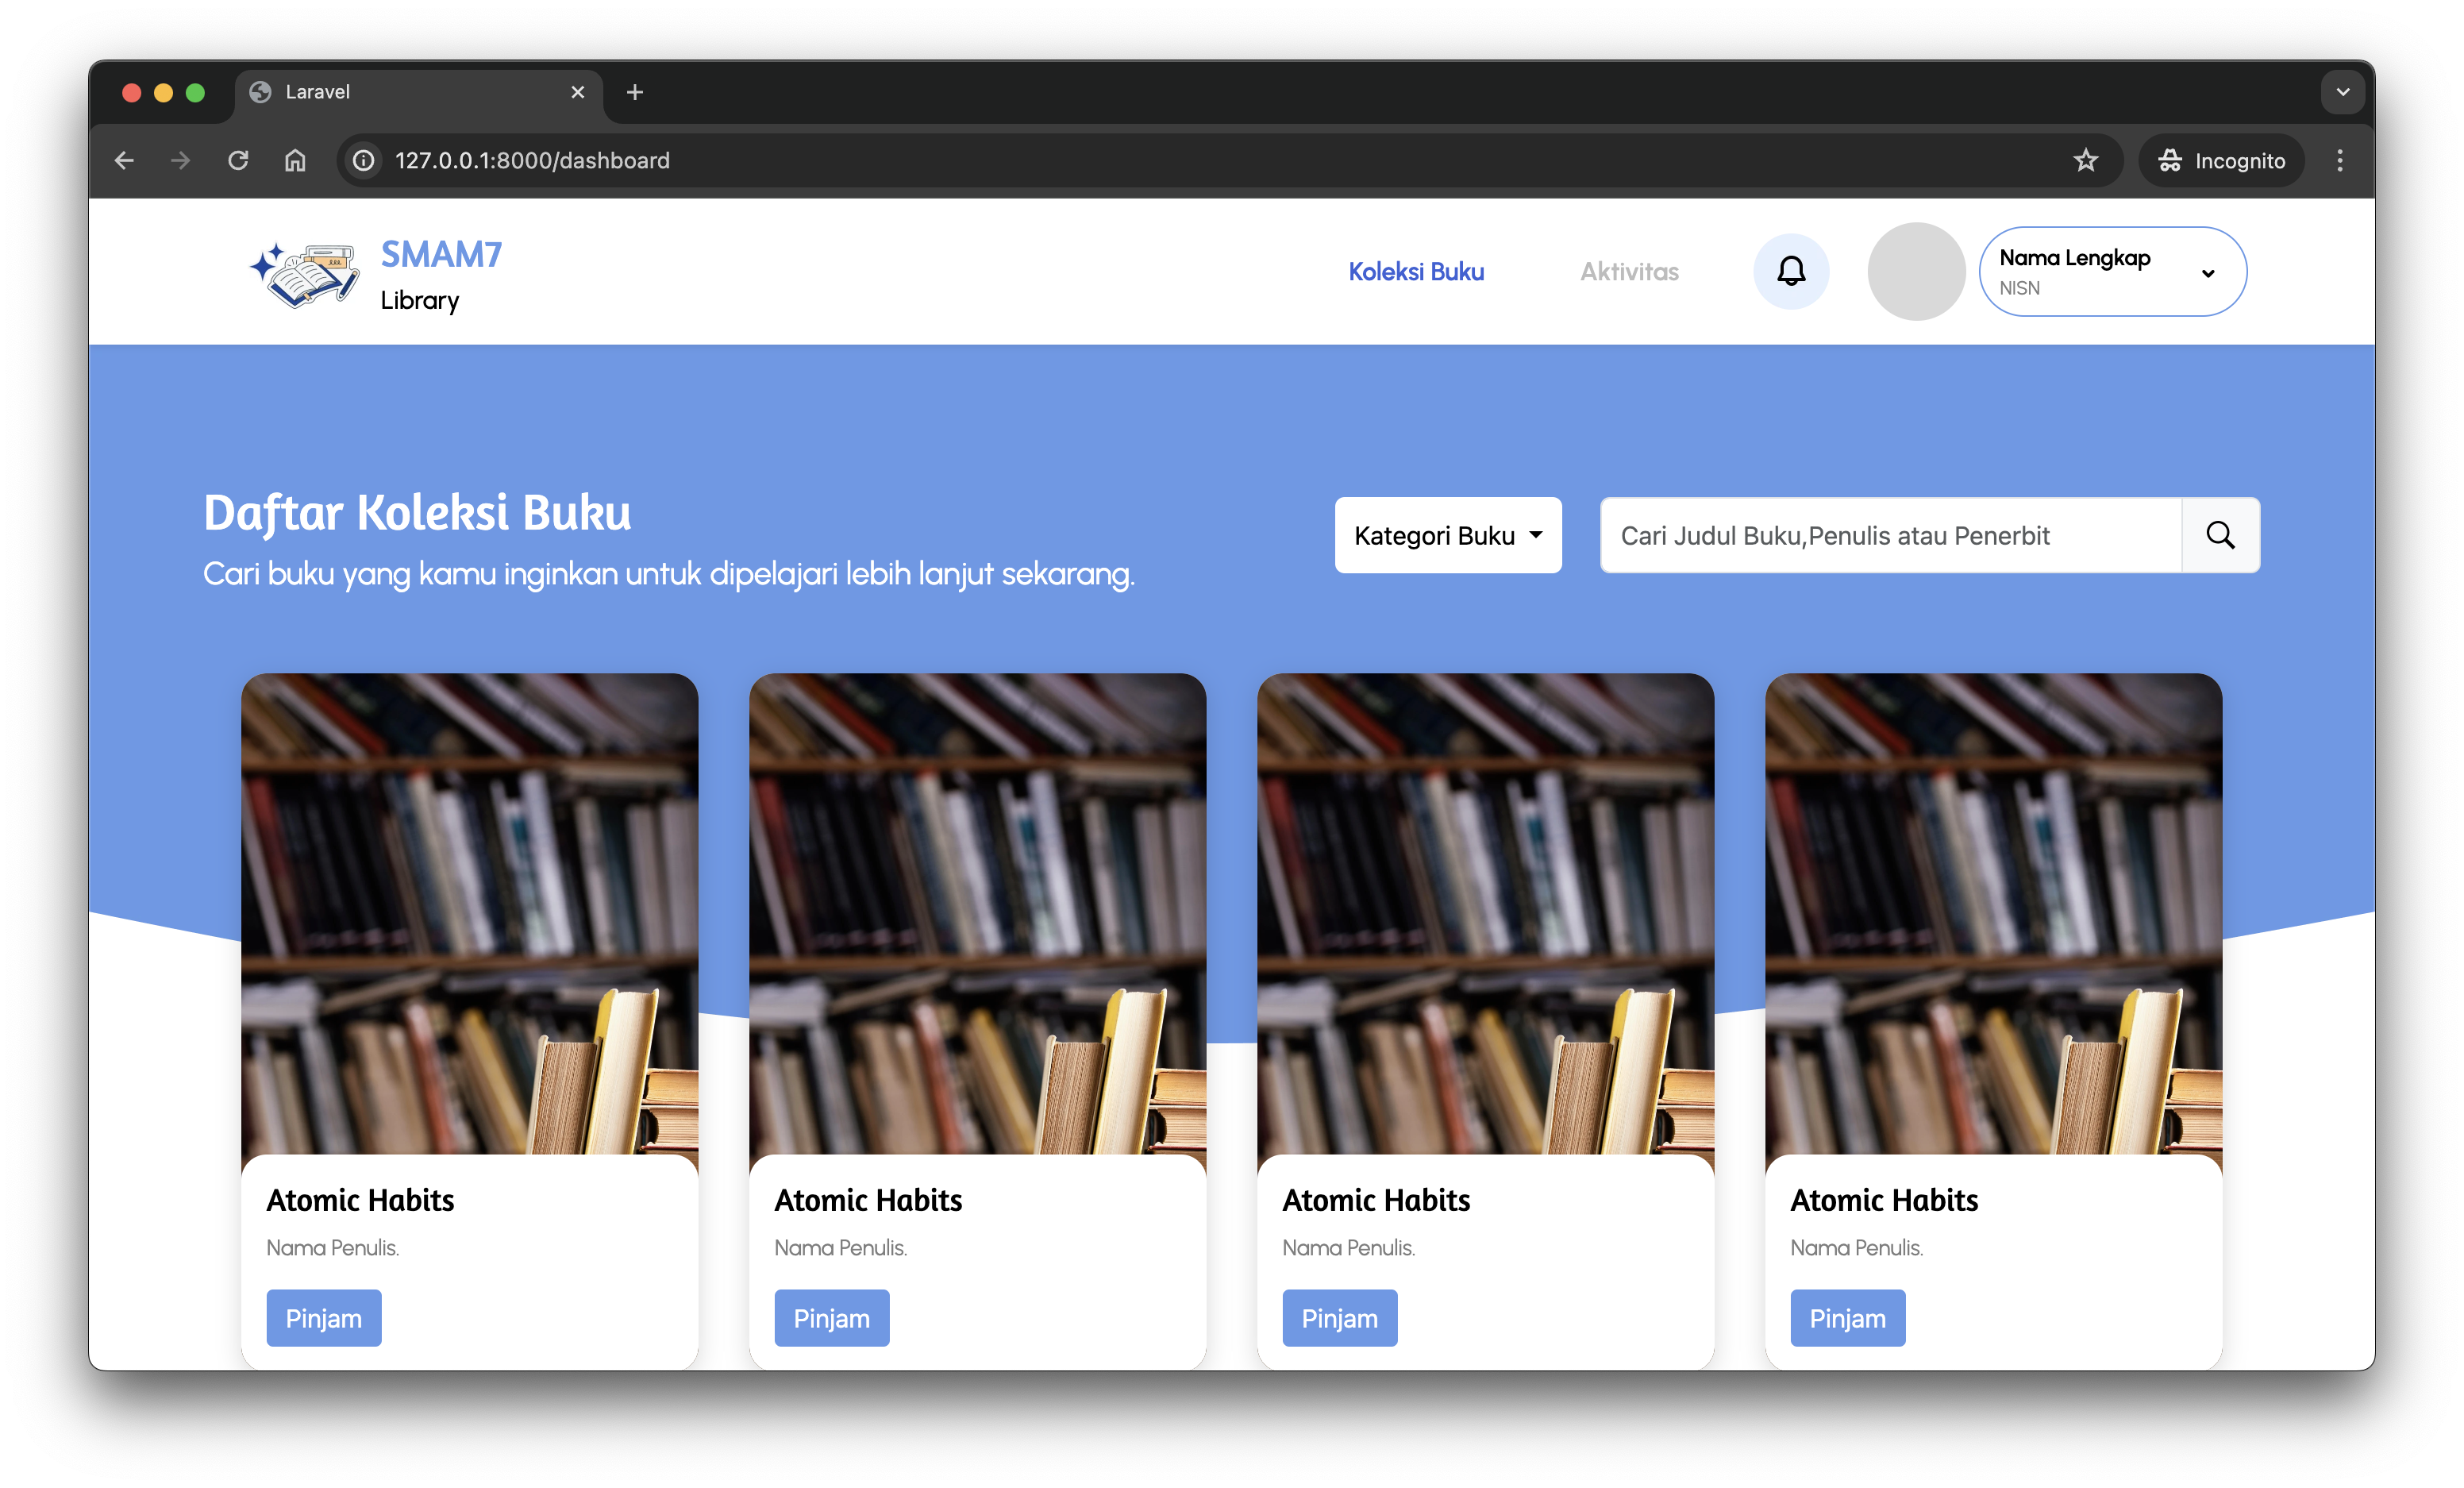 Laravel
127.0.0.1:8000/dashboard
Incognito
SMAM7
Library
Koleksi Buku
Aktivitas
Nama Lengkap
NISN
Daftar Koleksi Buku
Cari buku yang kamu inginkan untuk dipelajari lebih lanjut sekarang.
Kategori Buku
Cari Judul Buku,Penulis atau Penerbit
Atomic Habits
Nama Penulis.
Pinjam
Atomic Habits
Nama Penulis.
Pinjam
Atomic Habits
Nama Penulis.
Pinjam
Atomic Habits
Nama Penulis.
Pinjam